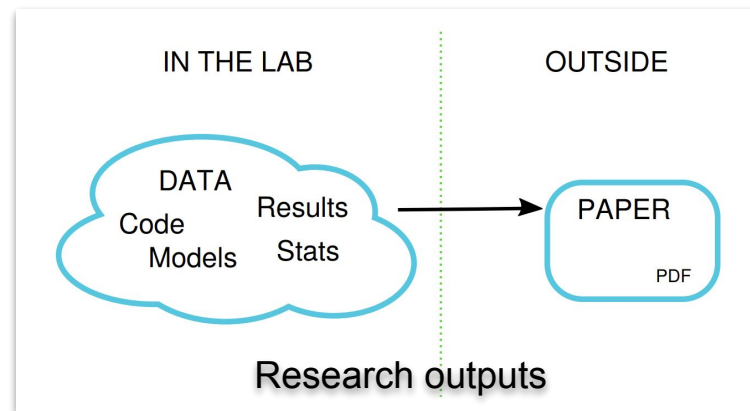 IN THE LAB
OUTSIDE
DATA
Results
Code
Models
Stats
PAPER
PDF
Research outputs